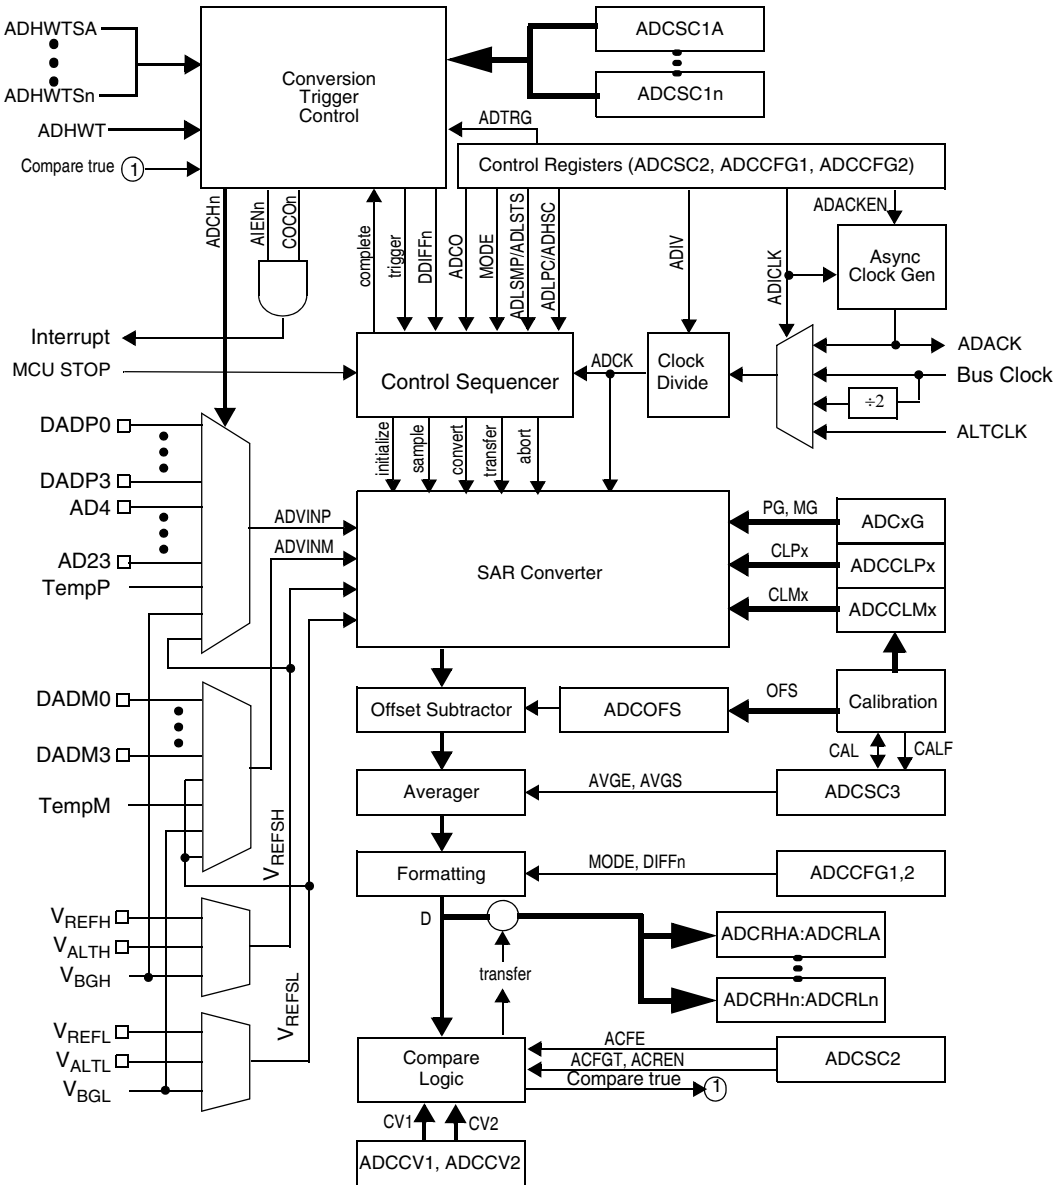 ADHWTSA
ADHWTSn
ADHWT
Compare true 1
Conversion
Trigger
Control
ADCSC1A
ADCSC1n
ADTRG
Control Registers (ADCSC2, ADCCFG1, ADCCFG2)
ADCHn
AIENn
COCOn
complete
trigger
DDIFFn
ADCO
MODE
ADLSMP/ADLSTS
ADLPC/ADHSC
ADIV
ADICLK
ADACKEN
Async
Clock Gen
Interrupt
MCU STOP
Control Sequencer
ADCK
Clock
Divide
ADACK
Bus Clock
÷2
ALTCLK
initialize
sample
convert
transfer
abort
DADP0
DADP3
AD4
AD23
TempP
ADVINP
ADVINM
SAR Converter
PG, MG
ADCxG
CLPx
ADCCLPx
CLMx
ADCCLMx
DADM0
DADM3
TempM
Offset Subtractor
ADCOFS
OFS
Calibration
CAL
CALF
Averager
AVGE, AVGS
ADCSC3
VREFSH
Formatting
MODE, DIFFn
ADCCFG1,2
D
VREFH
VALTH
VBGH
transfer
ADCRHA:ADCRLA
ADCRHn:ADCRLn
VREFSL
VREFL
VALTL
VBGL
Compare
Logic
ACFE
ACFGT, ACREN
Compare true
1
ADCSC2
CV1
CV2
ADCCV1, ADCCV2